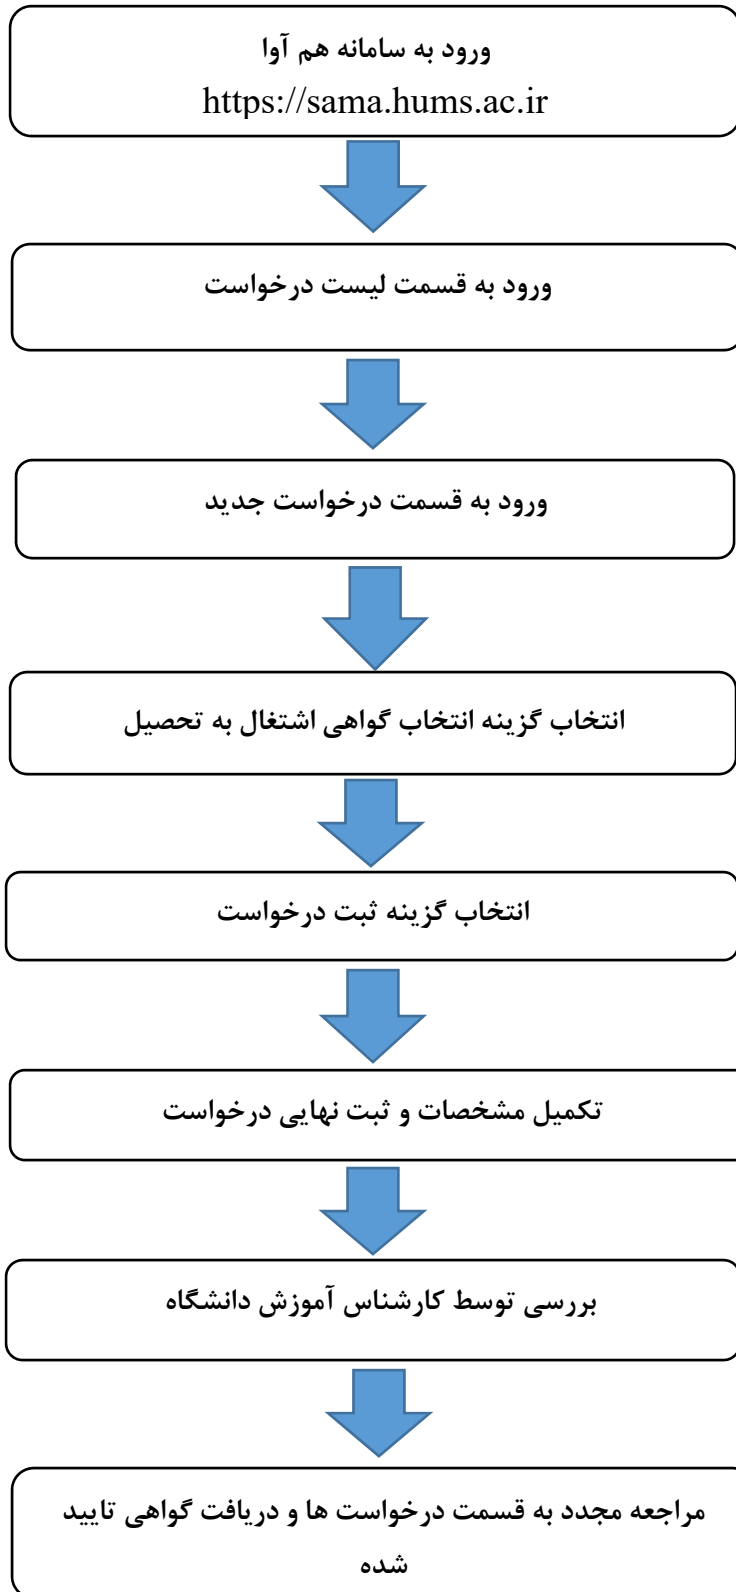 ورود به سامانه هم آوا
https://sama.hums.ac.ir
ورود به قسمت لیست درخواست
ورود به قسمت درخواست جدید
انتخاب گزینه انتخاب گواهی اشتغال به تحصیل
انتخاب گزینه ثبت درخواست
تکمیل مشخصات و ثبت نهایی درخواست
بررسی توسط کارشناس آموزش دانشگاه
مراجعه مجدد به قسمت درخواست ها و دریافت گواهی تایید
شده